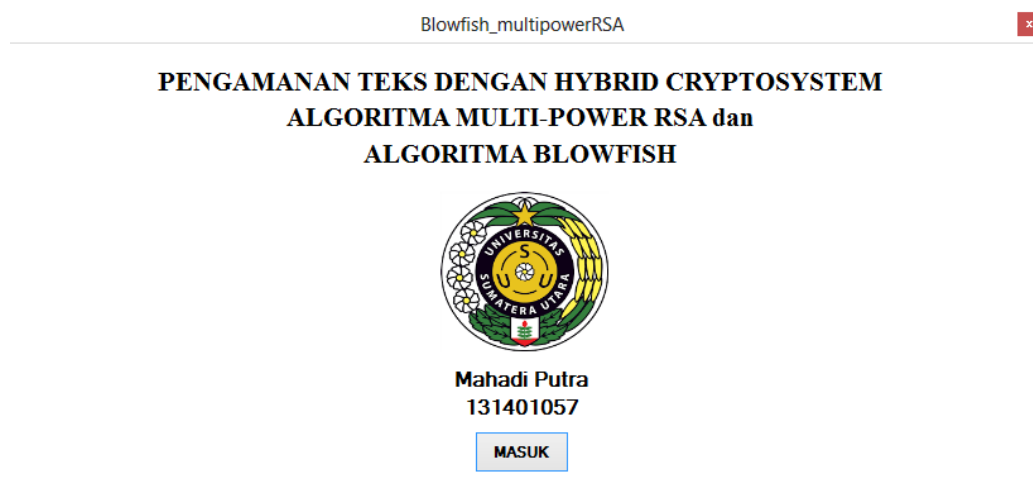 Blowfish_multipowerRSA
x
PENGAMANAN TEKS DENGAN HYBRID CRYPTOSYSTEM
ALGORITMA MULTI-POWER RSA dan
ALGORITMA BLOWFISH
UNIVERSITAS
S
U U
SUMATERA UTARA
Mahadi Putra
131401057
MASUK